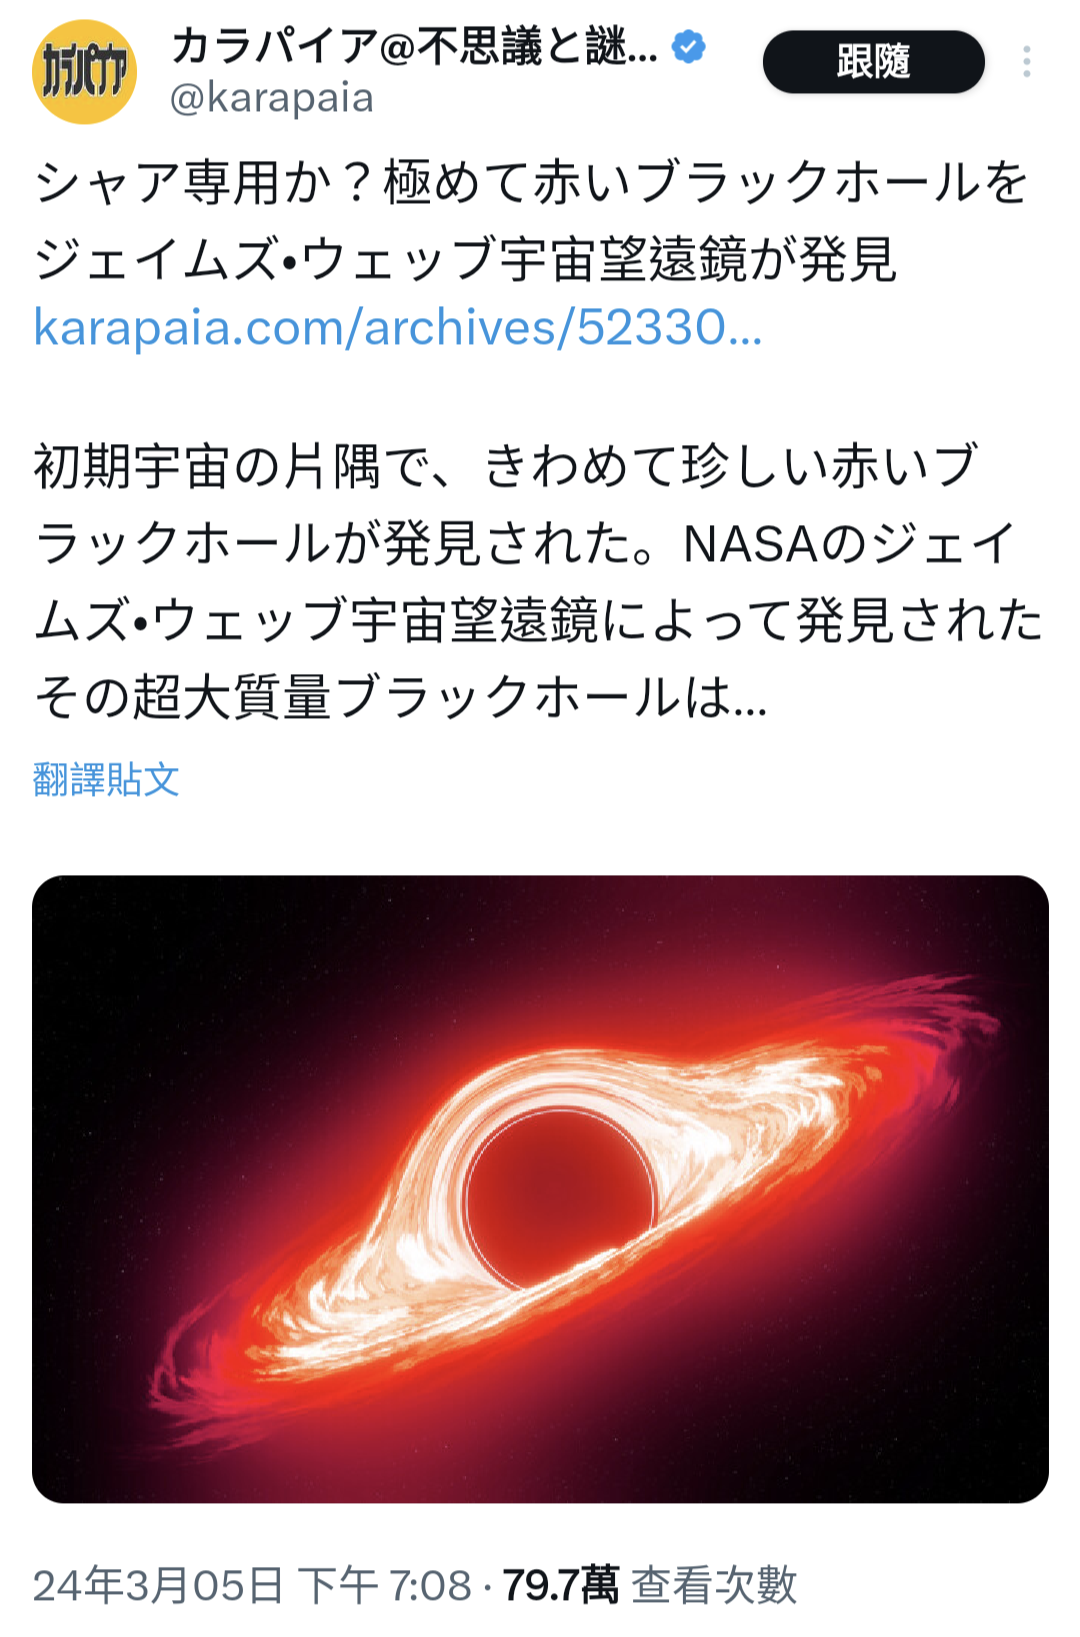 カラパイア
カラパイア@不思議と謎...
跟隨
@karapaia
シャア専用か？極めて赤いブラックホールを
ジェイムズ•ウェッブ宇宙望遠鏡が発見
karapaia.com/archives/52330...
初期宇宙の片隅で、きわめて珍しい赤いブ
ラックホールが発見された。NASAのジェイ
ムズ•ウェッブ宇宙望遠鏡によって発見された
その超大質量ブラックホールは...
翻譯貼文
24年3月05日 下午 7:08 · 79.7萬 查看次數